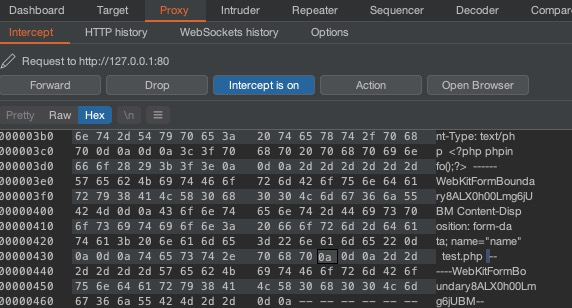 Dashboard Target Proxy Intruder Repeater Sequencer Decoder Compar
Intercept HTTP history WebSockets history Options
Request to http://127.0.0.1:80
Forward Drop Intercept is on Action Open Browser
Pretty Raw Hex \n
000003b0 6e 74 2d 54 79 70 65 3a 20 74 65 78 74 2f 70 68 nt-Type: text/ph
000003c0 70 0d 0a 0d 0a 3c 3f 70 68 70 20 70 68 70 69 6e p <?php phpin
000003d0 66 6f 28 29 3b 3f 3e 0a 0d 0a 2d 2d 2d 2d 2d 2d fo();?> ------
000003e0 57 65 62 4b 69 74 46 6f 72 6d 42 6f 75 6e 64 61 WebKitFormBounda
000003f0 72 79 38 41 4c 58 30 68 30 30 4c 6d 67 36 6a 55 ry8ALX0h00Lmg6jU
00000400 42 4d 0d 0a 43 6f 6e 74 65 6e 74 2d 44 69 73 70 BM Content-Disp
00000410 6f 73 69 74 69 6f 6e 3a 20 66 6f 72 6d 2d 64 61 osition: form-da
00000420 74 61 3b 20 6e 61 6d 65 3d 22 6e 61 6d 65 22 0d ta; name="name"
00000430 0a 0d 0a 74 65 73 74 2e 70 68 70 0a 0d 0a 2d 2d test.php --
00000440 2d 2d 2d 2d 57 65 62 4b 69 74 46 6f 72 6d 42 6f ----WebKitFormBo
00000450 75 6e 64 61 72 79 38 41 4c 58 30 68 30 30 4c 6d undary8ALX0h00Lm
00000460 67 36 6a 55 42 4d 2d 2d 0d 0a -- -- -- -- -- -- g6jUBM--